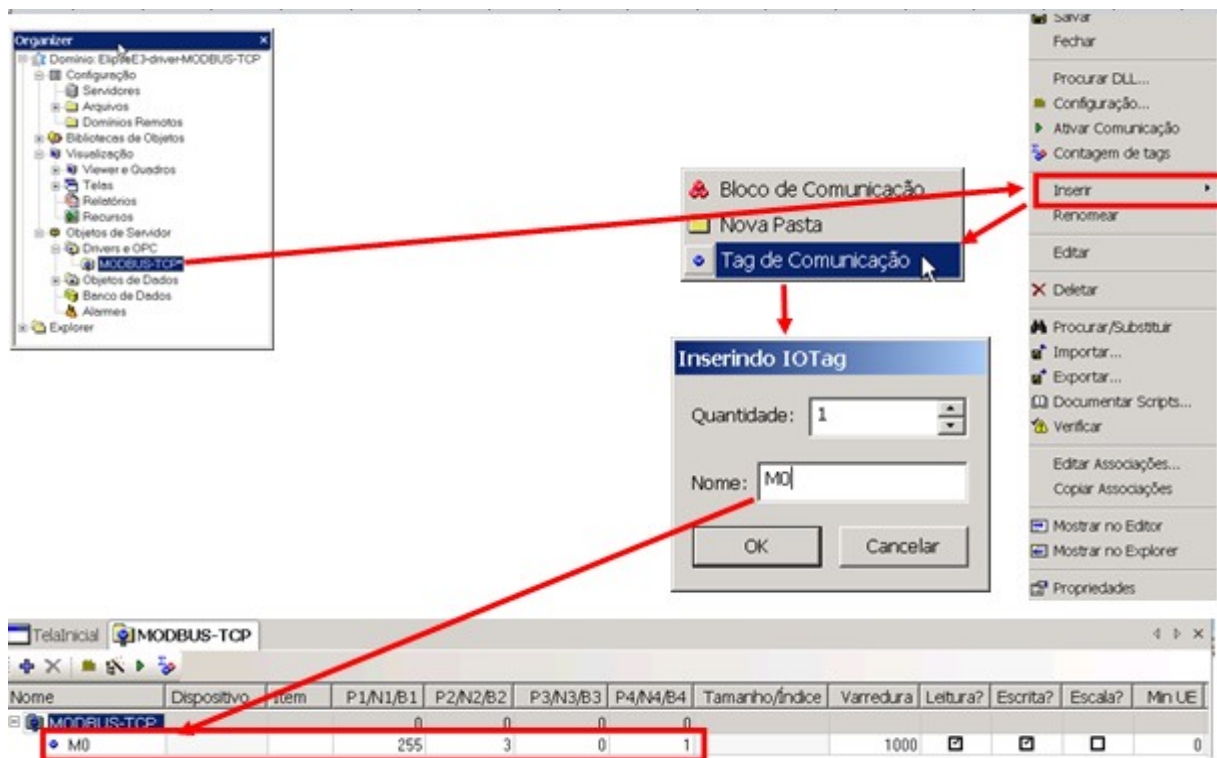 Organizer
Domínio: ElipseE3-driver-MODBUS-TCP
Configuração
Servidores
Arquivos
Domínios Remotos
Bibliotecas de Objetos
Visualização
Viewer e Quadros
Telas
Relatórios
Recursos
Objetos de Servidor
Drivers e OPC
MODBUS-TCP*
Objetos de Dados
Banco de Dados
Alarmes
Explorer
Bloco de Comunicação
Nova Pasta
Tag de Comunicação
Salvar
Fechar
Procurar DLL...
Configuração...
Ativar Comunicação
Contagem de tags
Inserir
Renomear
Editar
Deletar
Procurar/Substituir
Importar...
Exportar...
Documentar Scripts...
Verificar
Editar Associações...
Copiar Associações
Mostrar no Editor
Mostrar no Explorer
Propriedades
Inserindo IOTag
Quantidade: 1
Nome: M0
OK Cancelar
TelaInicial MODBUS-TCP
Nome Dispositivo Item P1/N1/B1 P2/N2/B2 P3/N3/B3 P4/N4/B4 Tamanho/Índice Varredura Leitura? Escrita? Escala? Min UE
MODBUS-TCP 0 0 0 0
M0 255 3 0 1 1000 0